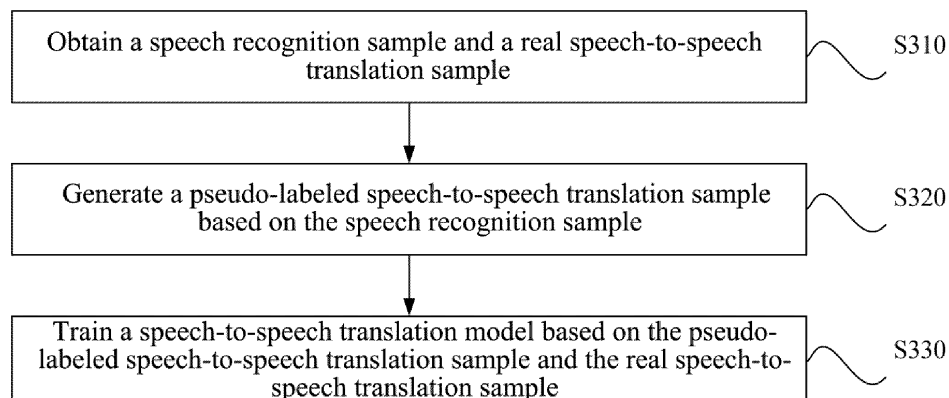 Obtain a speech recognition sample and a real speech-to-speech
translation sample
S310
Generate a pseudo-labeled speech-to-speech translation sample
based on the speech recognition sample
S320
Train a speech-to-speech translation model based on the pseudo-
labeled speech-to-speech translation sample and the real speech-to-
speech translation sample
S330